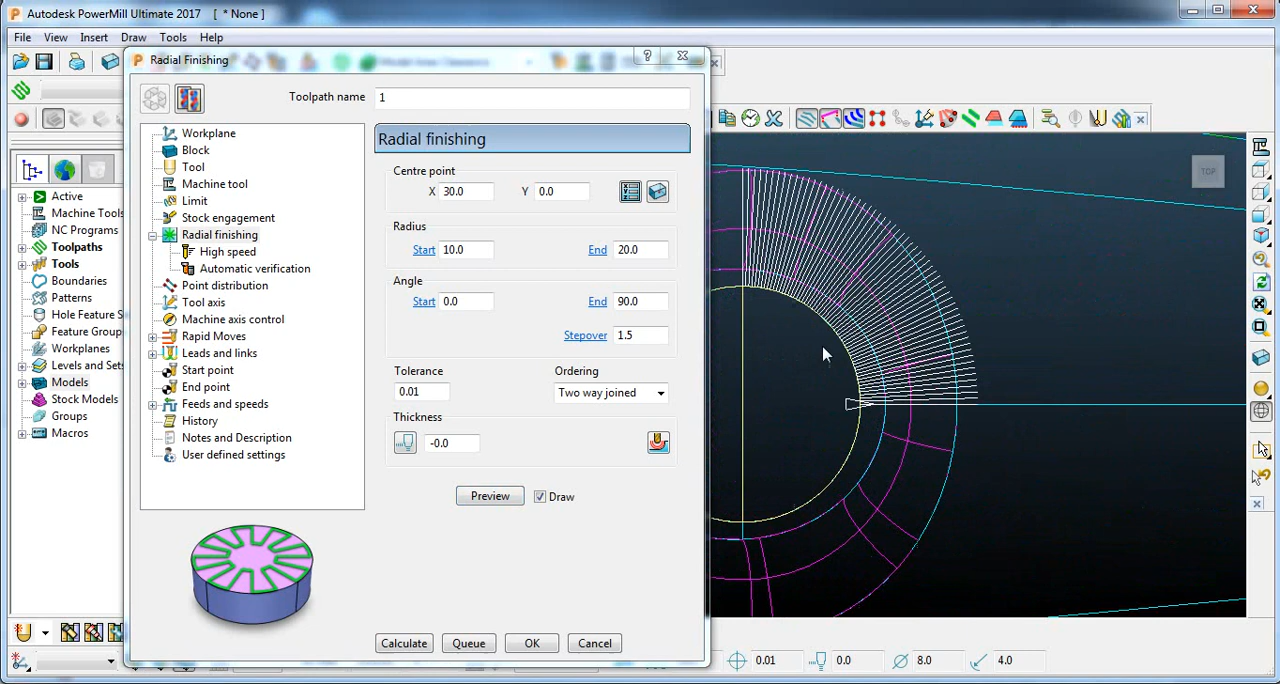 Autodesk PowerMill Ultimate 2017 [ * None ]
File View Insert Draw Tools Help
Radial Finishing
Toolpath name 1
Workplane
Block
Tool
Machine tool
Limit
Stock engagement
Radial finishing
High speed
Automatic verification
Point distribution
Tool axis
Machine axis control
Rapid Moves
Leads and links
Start point
End point
Feeds and speeds
History
Notes and Description
User defined settings
Radial finishing
Centre point
X 30.0 Y 0.0
Radius
Start 10.0 End 20.0
Angle
Start 0.0 End 90.0
Stepover 1.5
Tolerance Ordering
0.01 Two way joined
Thickness
-0.0
Preview Draw
Calculate Queue OK Cancel
Active
Machine Tools
NC Programs
Toolpaths
Tools
Boundaries
Patterns
Hole Feature S
Feature Group
Workplanes
Levels and Sets
Models
Stock Models
Groups
Macros
TOP
0.01 0.0 8.0 4.0